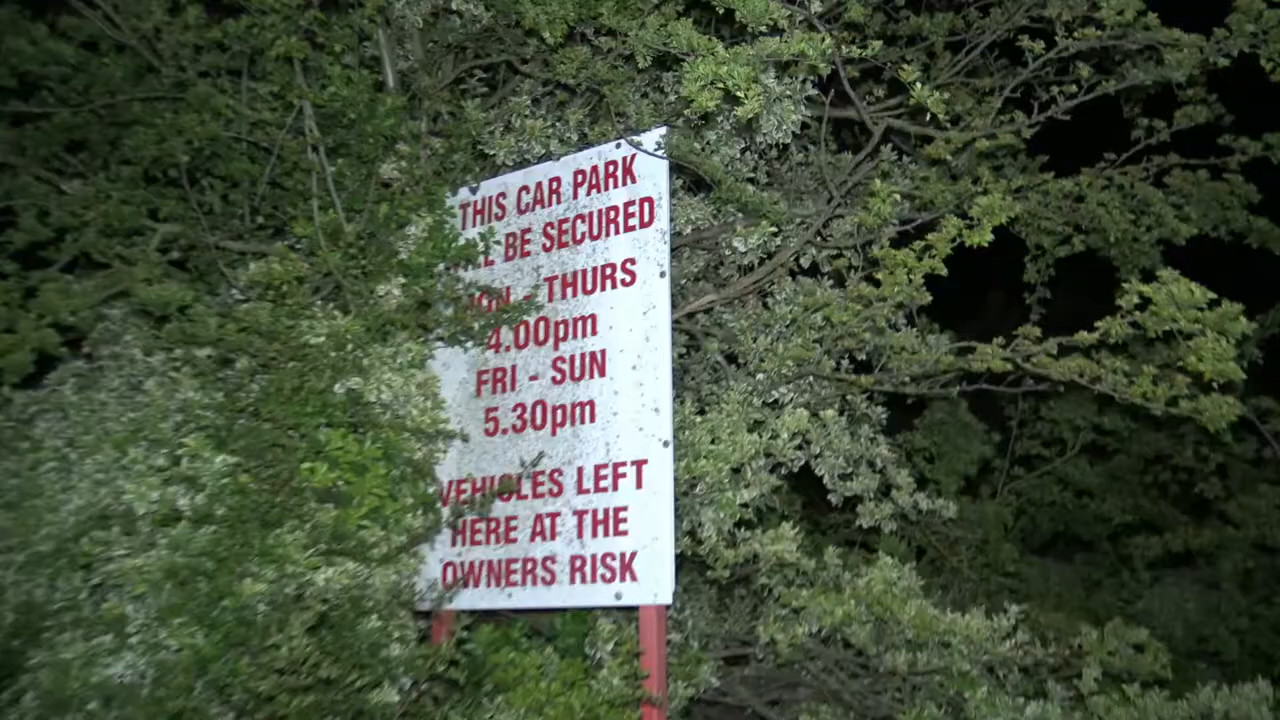 THIS CAR PARK
BE SECURED
MON - THURS
4.00pm
FRI - SUN
5.30pm
VEHICLES LEFT
HERE AT THE
OWNERS RISK